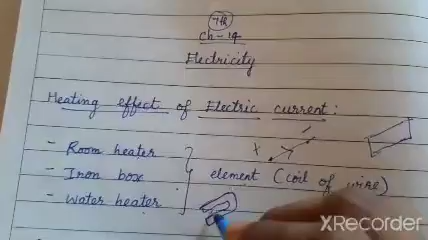 7th
Ch - 14
Electricity
Heating effect of Electric current :
- Room heater
- Iron box
- Water heater
element (coil of wire)
XRecorder